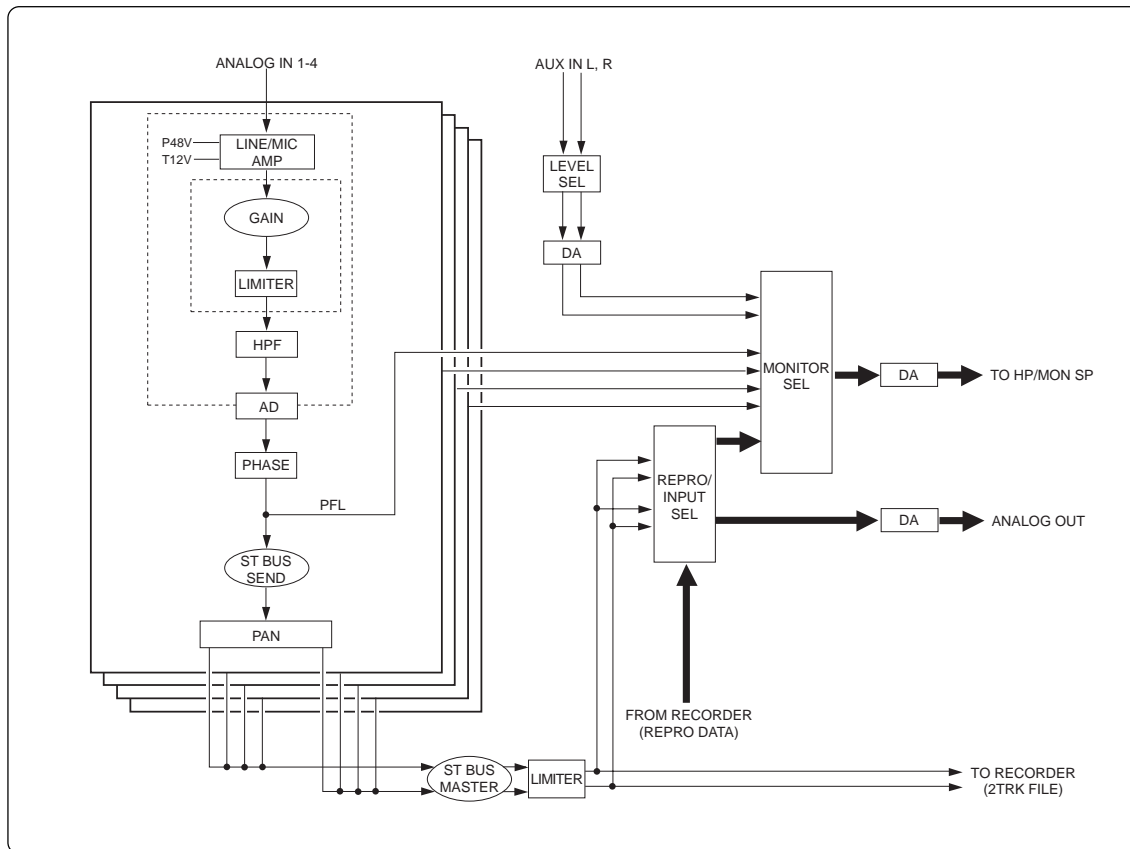 ANALOG IN 1-4
AUX IN L, R
P48V
T12V
LINE/MIC
AMP
GAIN
LIMITER
HPF
AD
PHASE
PFL
ST BUS
SEND
PAN
LEVEL
SEL
DA
MONITOR
SEL
DA
TO HP/MON SP
REPRO/
INPUT
SEL
DA
ANALOG OUT
FROM RECORDER
(REPRO DATA)
ST BUS
MASTER
LIMITER
TO RECORDER
(2TRK FILE)